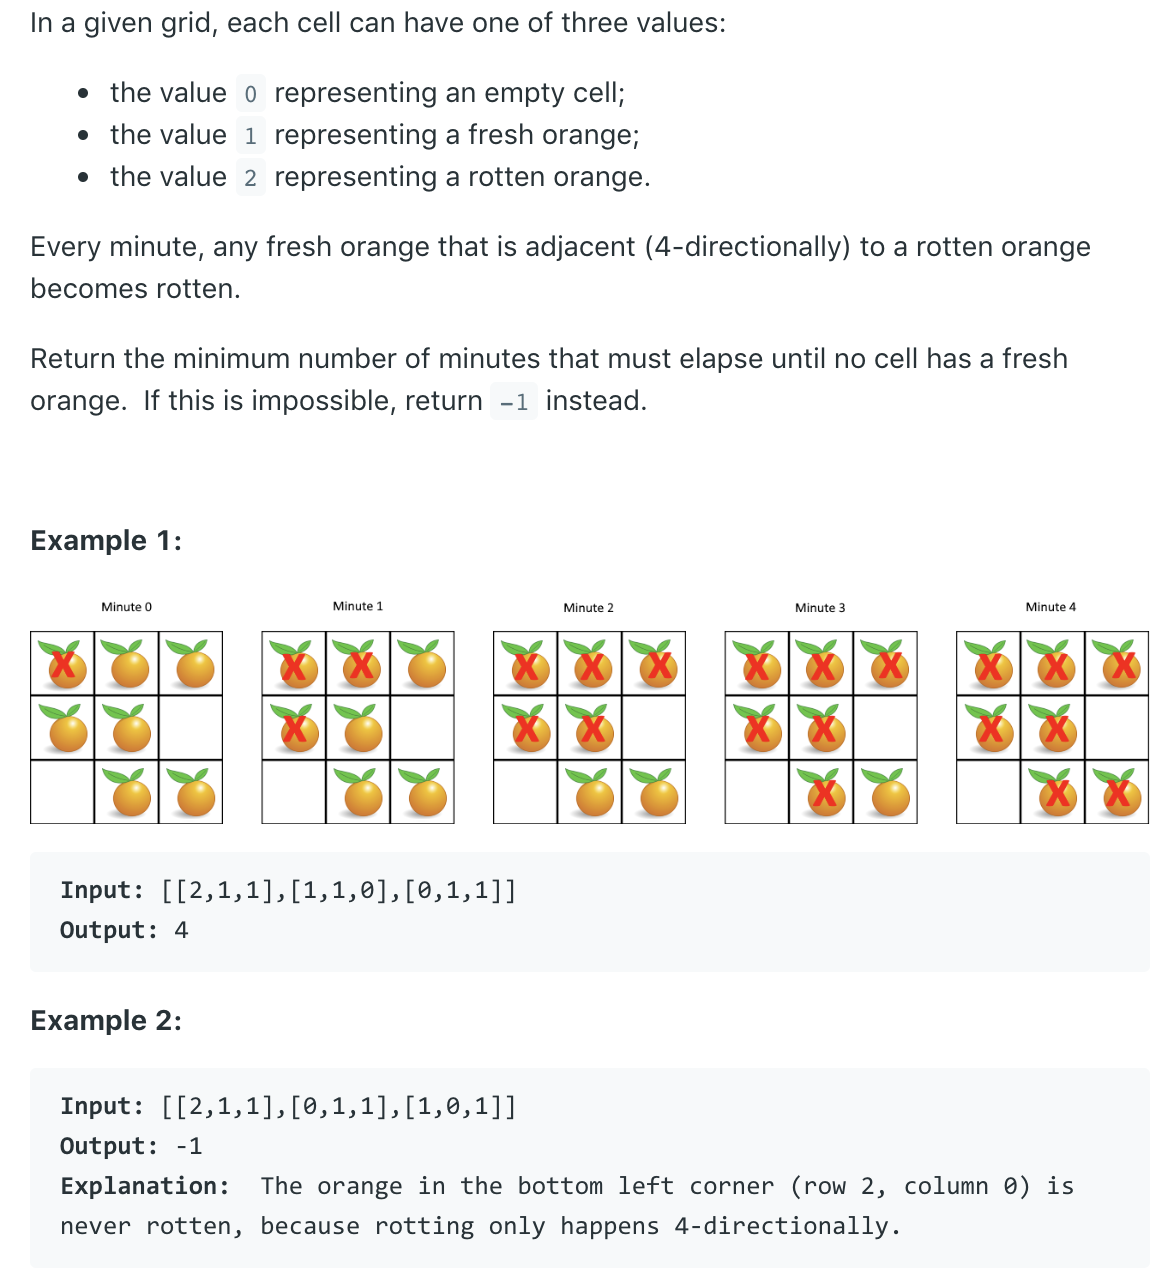 In a given grid, each cell can have one of three values:
• the value 0 representing an empty cell;
• the value 1 representing a fresh orange;
• the value 2 representing a rotten orange.
Every minute, any fresh orange that is adjacent (4-directionally) to a rotten orange
becomes rotten.
Return the minimum number of minutes that must elapse until no cell has a fresh
orange. If this is impossible, return -1 instead.
Example 1:
Minute 0 Minute 1 Minute 2 Minute 3 Minute 4
X X X X X X X X X X X X X X X X X X X X X X
Input: [[2,1,1],[1,1,0],[0,1,1]]
Output: 4
Example 2:
Input: [[2,1,1],[0,1,1],[1,0,1]]
Output: -1
Explanation: The orange in the bottom left corner (row 2, column 0) is
never rotten, because rotting only happens 4-directionally.